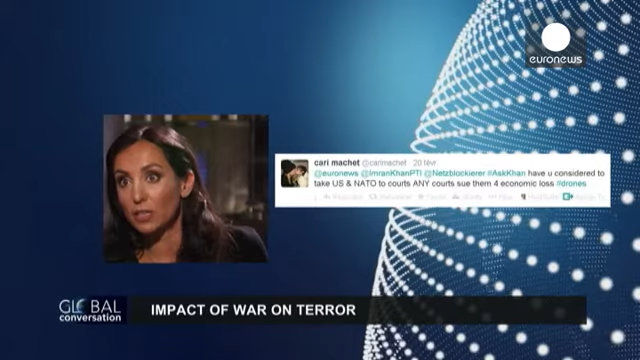 euronews
cari machet @carimachet · 20 févr.
@euronews @ImranKhanPTI @Netzblockierer #AskKhan have u considered to
take US & NATO to courts ANY courts sue them 4 economic loss #drones
GLOBAL
conversation
IMPACT OF WAR ON TERROR